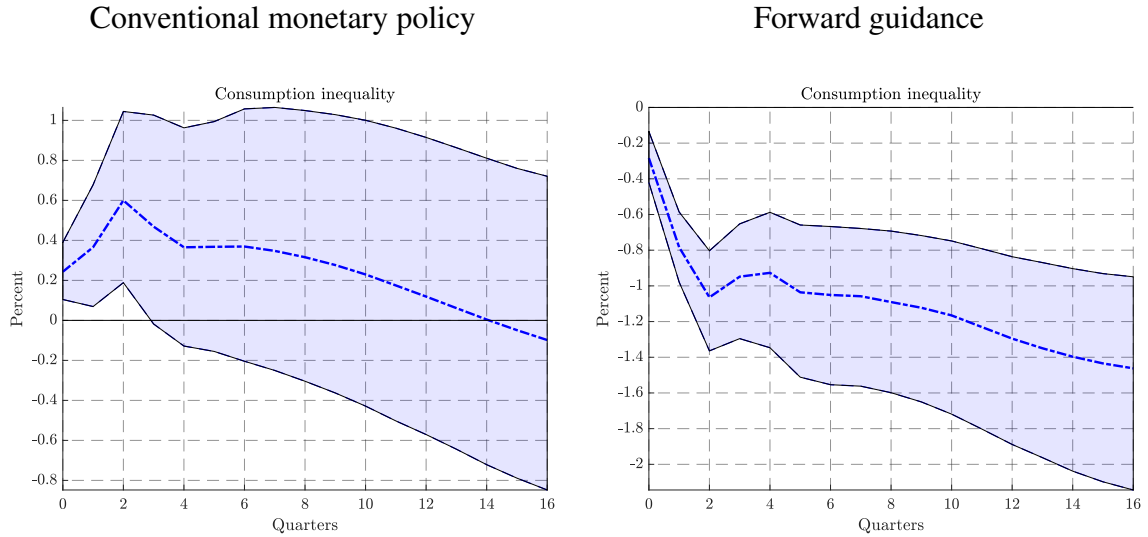 Conventional monetary policy
Forward guidance
Consumption inequality
1
0.8
0.6
0.4
0.2
0
-0.2
-0.4
-0.6
-0.8
Percent
0 2 4 6 8 10 12 14 16
Quarters
Consumption inequality
0
-0.2
-0.4
-0.6
-0.8
-1
-1.2
-1.4
-1.6
-1.8
-2
Percent
0 2 4 6 8 10 12 14 16
Quarters